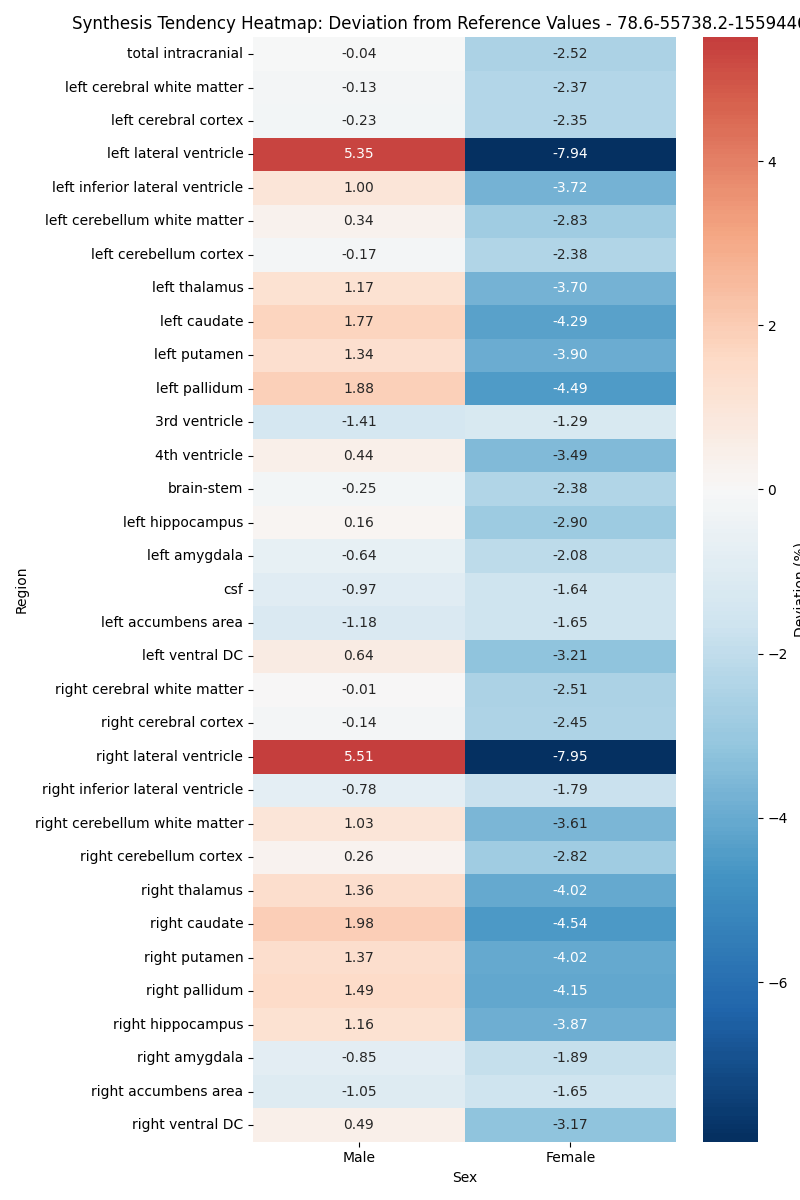 Synthesis Tendency Heatmap: Deviation from Reference Values - 78.6-55738.2-1559446
total intracranial -0.04 -2.52
left cerebral white matter -0.13 -2.37
left cerebral cortex -0.23 -2.35
left lateral ventricle 5.35 -7.94
left inferior lateral ventricle 1.00 -3.72
left cerebellum white matter 0.34 -2.83
left cerebellum cortex -0.17 -2.38
left thalamus 1.17 -3.70
left caudate 1.77 -4.29
left putamen 1.34 -3.90
left pallidum 1.88 -4.49
3rd ventricle -1.41 -1.29
4th ventricle 0.44 -3.49
brain-stem -0.25 -2.38
left hippocampus 0.16 -2.90
left amygdala -0.64 -2.08
csf -0.97 -1.64
left accumbens area -1.18 -1.65
left ventral DC 0.64 -3.21
right cerebral white matter -0.01 -2.51
right cerebral cortex -0.14 -2.45
right lateral ventricle 5.51 -7.95
right inferior lateral ventricle -0.78 -1.79
right cerebellum white matter 1.03 -3.61
right cerebellum cortex 0.26 -2.82
right thalamus 1.36 -4.02
right caudate 1.98 -4.54
right putamen 1.37 -4.02
right pallidum 1.49 -4.15
right hippocampus 1.16 -3.87
right amygdala -0.85 -1.89
right accumbens area -1.05 -1.65
right ventral DC 0.49 -3.17
Male Female
Sex
Region
4
2
0
−2
−4
−6
Deviation (%)